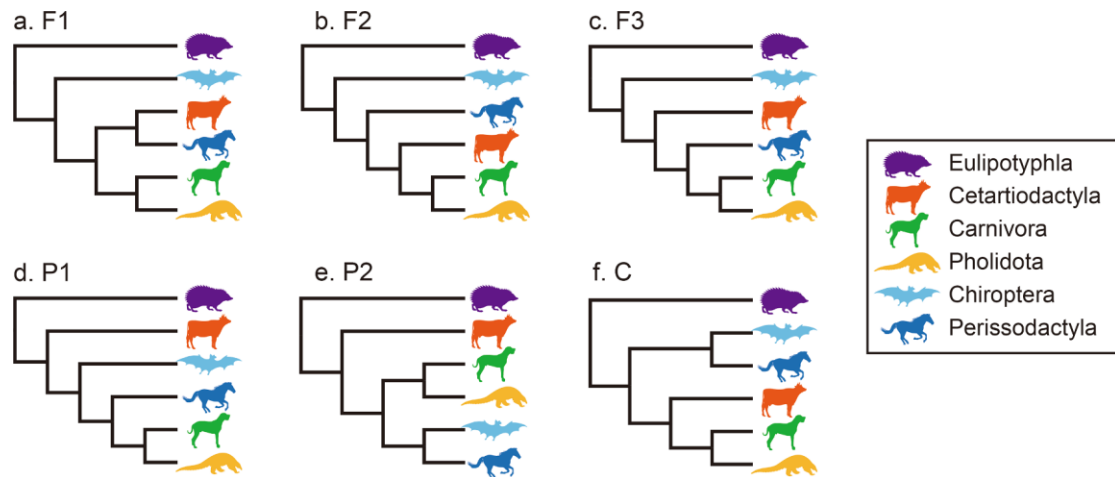 a. F1
b. F2
c. F3
d. P1
e. P2
f. C
Eulipotyphla
Cetartiodactyla
Carnivora
Pholidota
Chiroptera
Perissodactyla